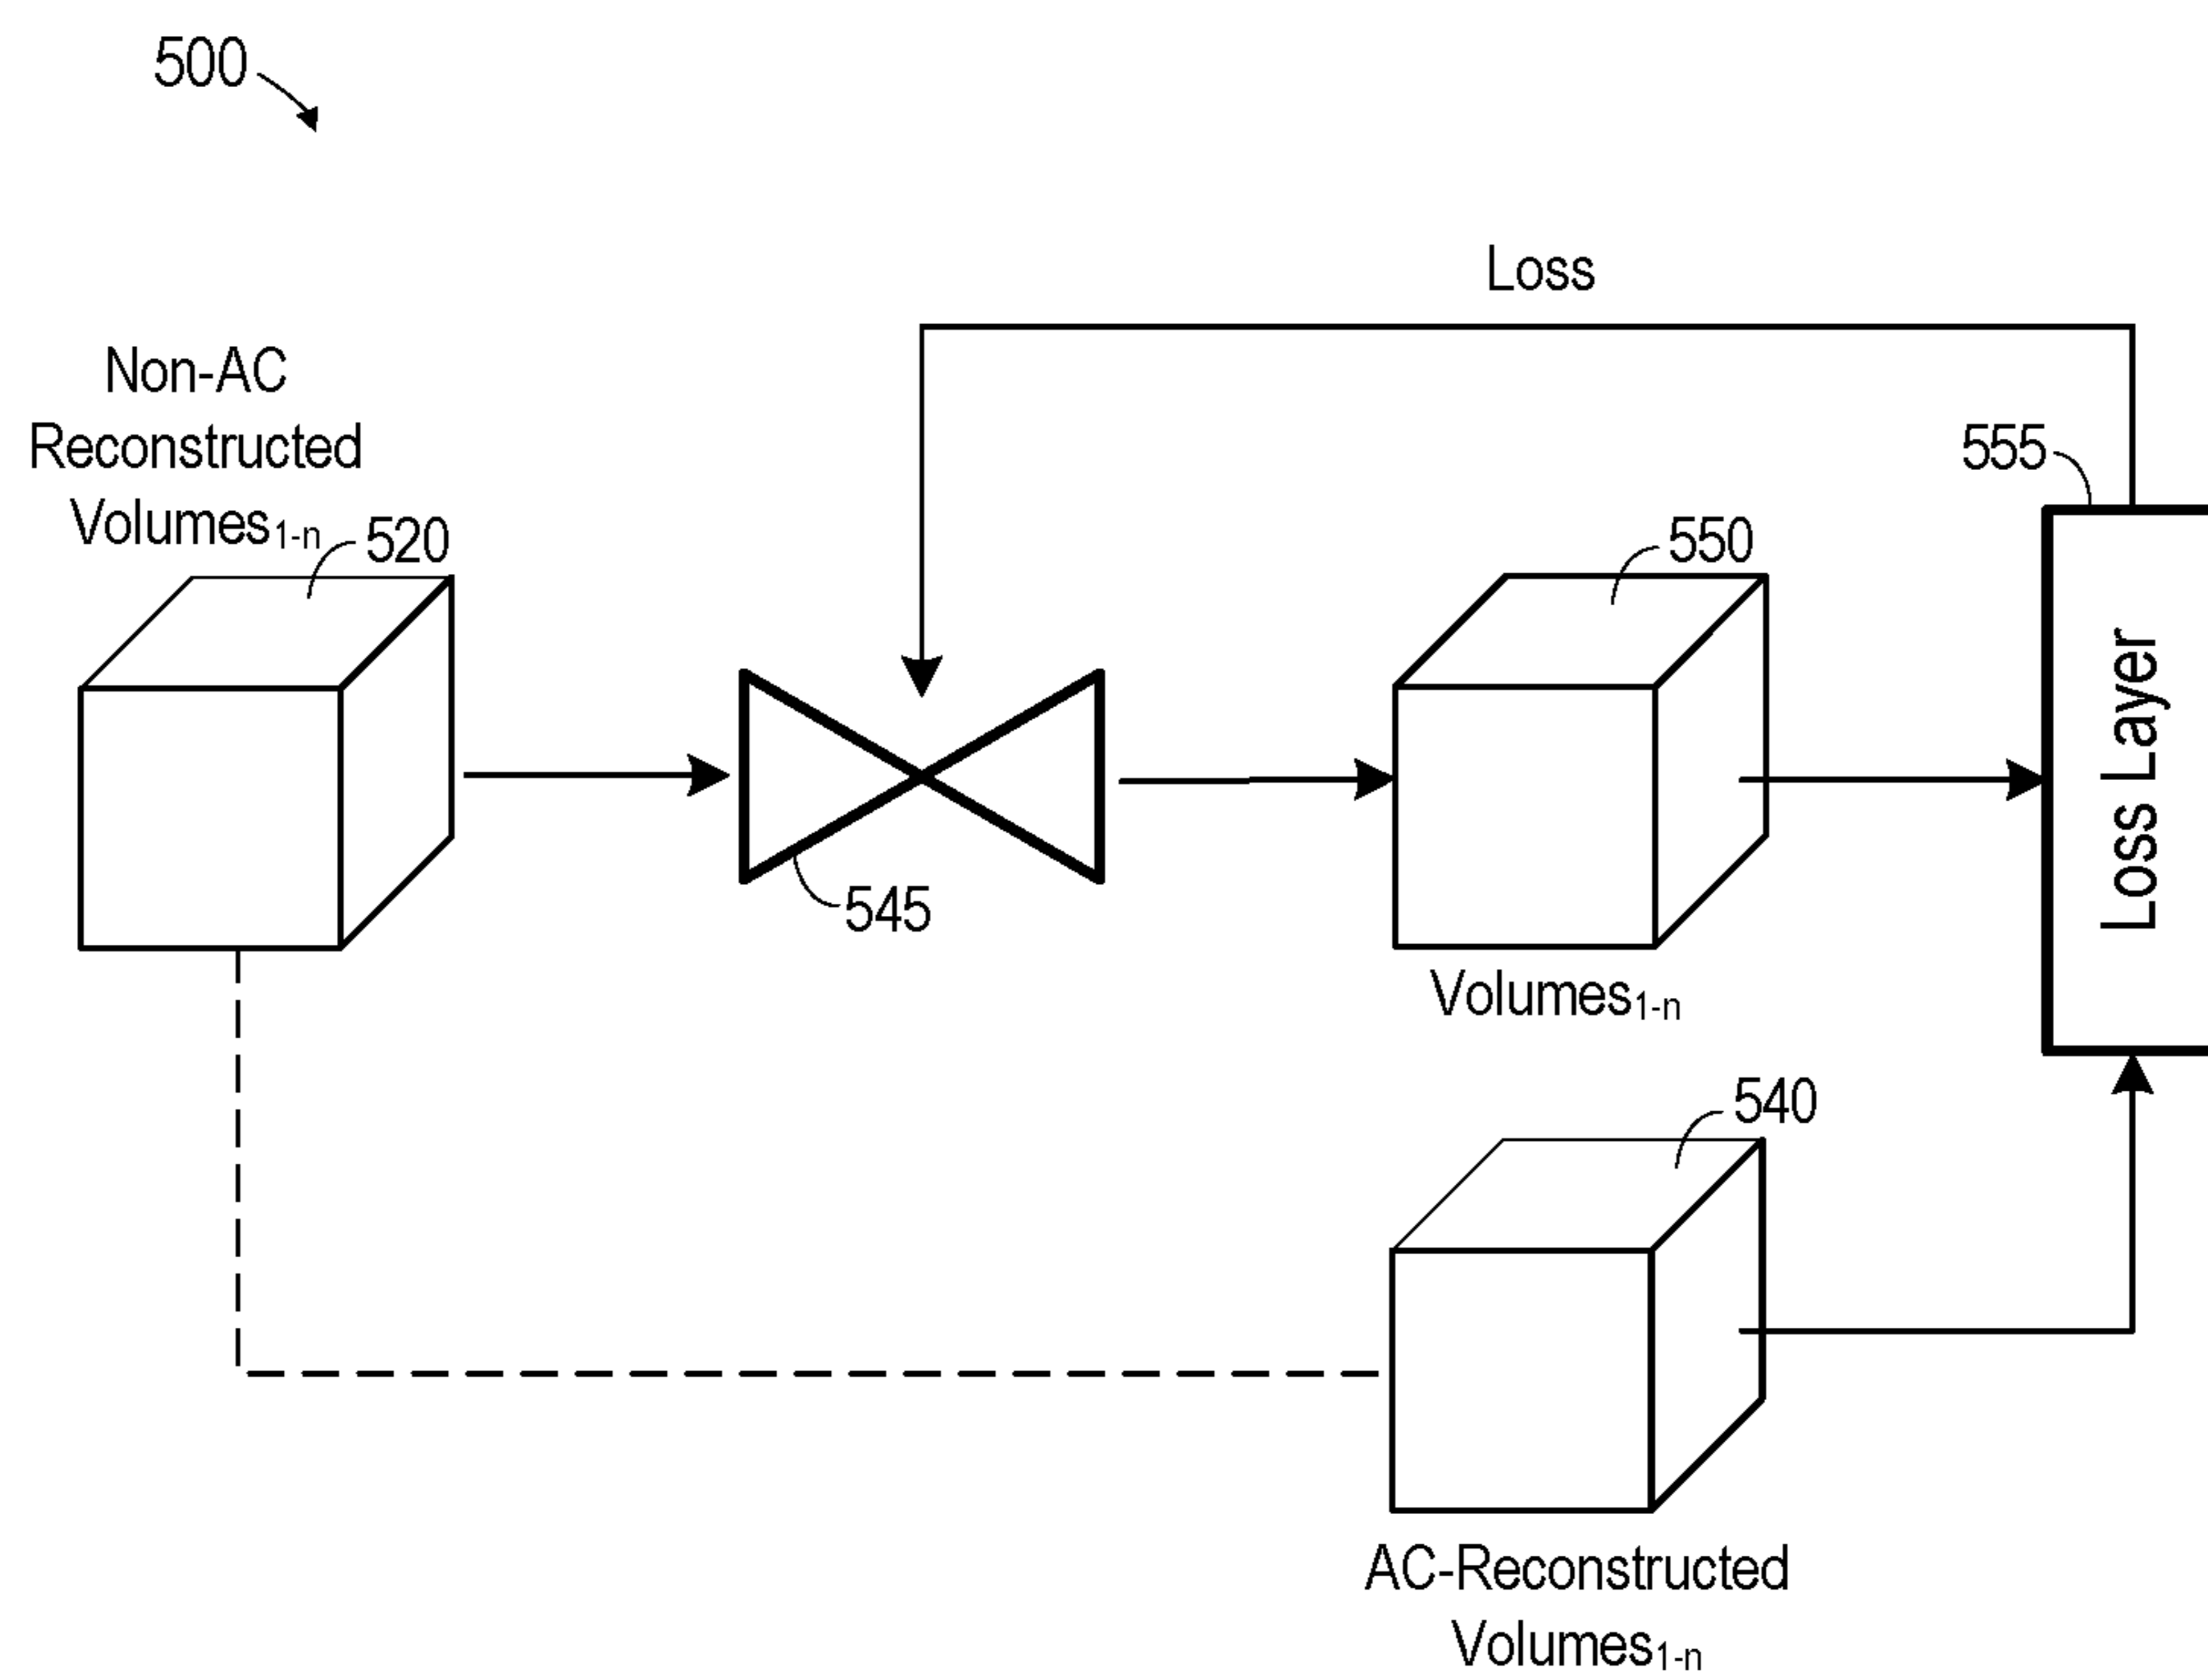 500
Loss
Non-AC
Reconstructed
Volumes1-n
520
555
550
545
Loss Layer
Volumes1-n
540
AC-Reconstructed
Volumes1-n